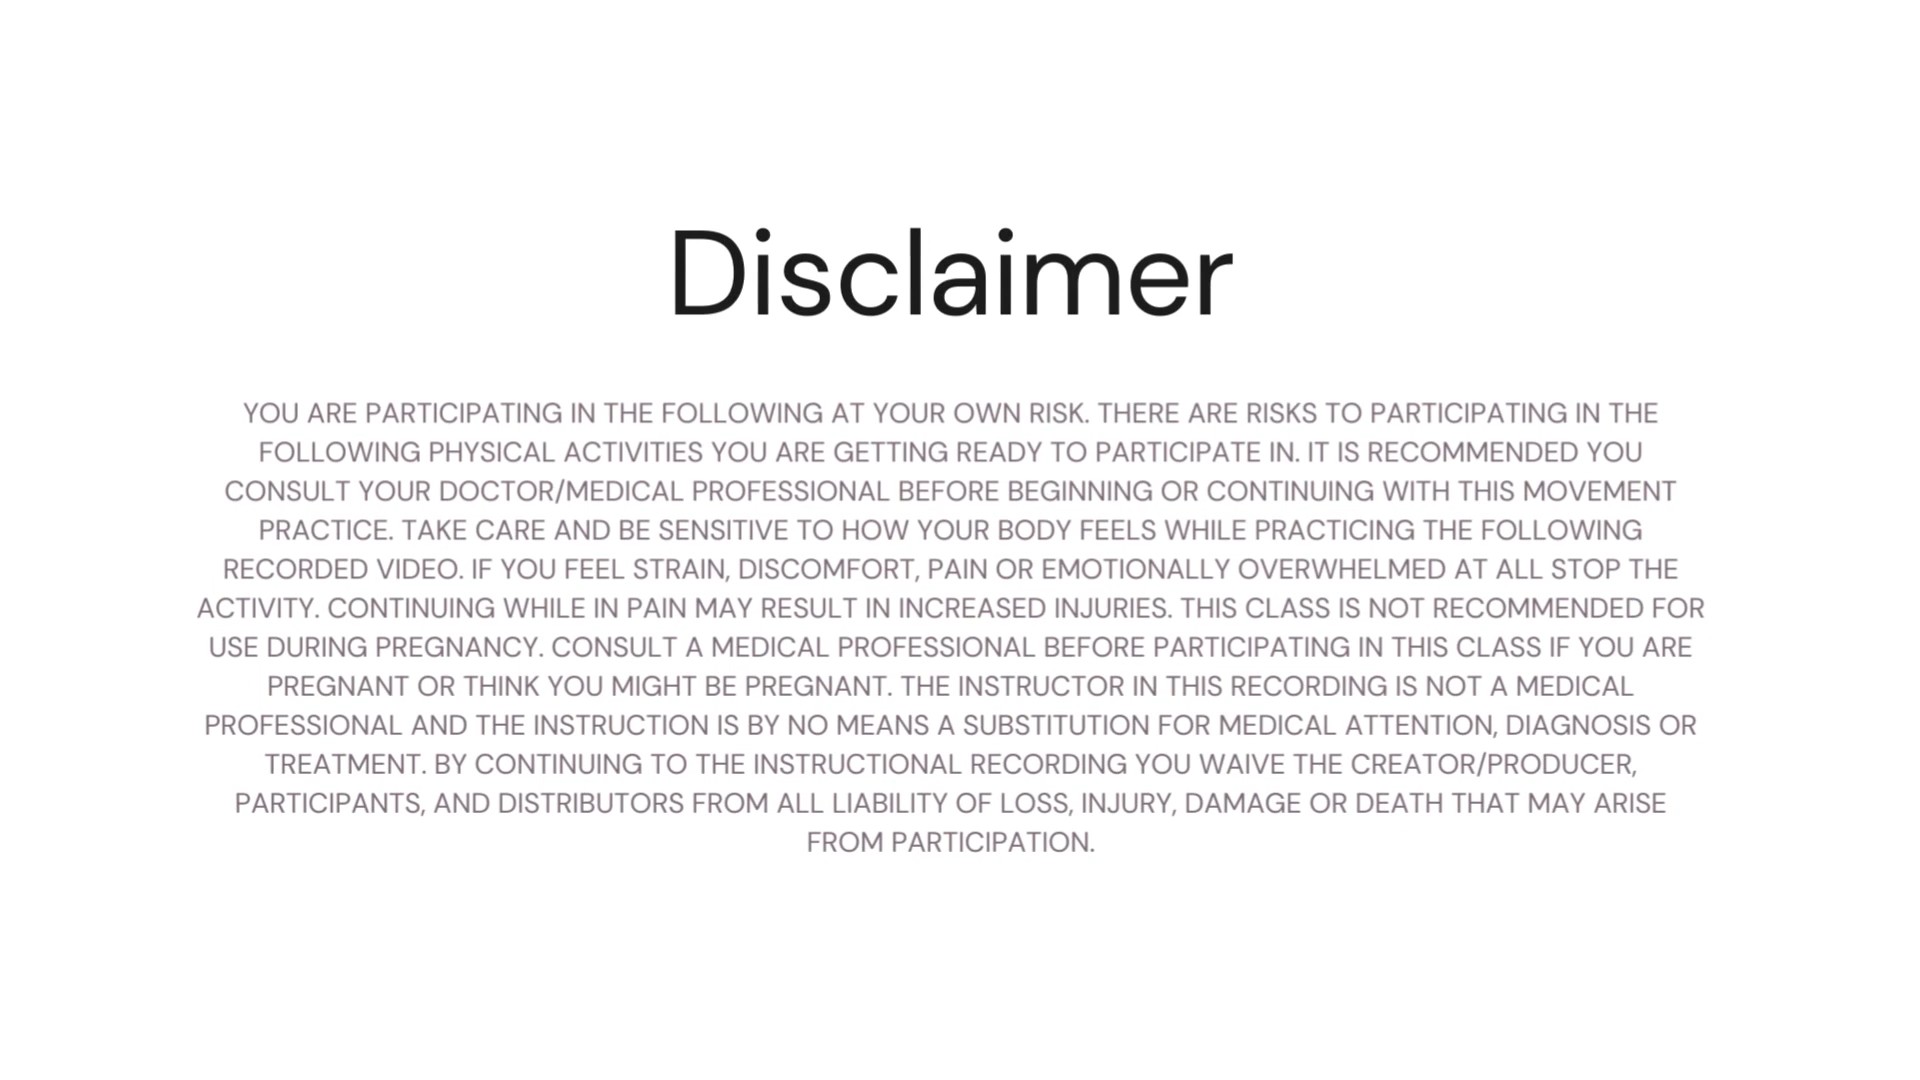 Disclaimer
YOU ARE PARTICIPATING IN THE FOLLOWING AT YOUR OWN RISK. THERE ARE RISKS TO PARTICIPATING IN THE
FOLLOWING PHYSICAL ACTIVITIES YOU ARE GETTING READY TO PARTICIPATE IN. IT IS RECOMMENDED YOU
CONSULT YOUR DOCTOR/MEDICAL PROFESSIONAL BEFORE BEGINNING OR CONTINUING WITH THIS MOVEMENT
PRACTICE. TAKE CARE AND BE SENSITIVE TO HOW YOUR BODY FEELS WHILE PRACTICING THE FOLLOWING
RECORDED VIDEO. IF YOU FEEL STRAIN, DISCOMFORT, PAIN OR EMOTIONALLY OVERWHELMED AT ALL STOP THE
ACTIVITY. CONTINUING WHILE IN PAIN MAY RESULT IN INCREASED INJURIES. THIS CLASS IS NOT RECOMMENDED FOR
USE DURING PREGNANCY. CONSULT A MEDICAL PROFESSIONAL BEFORE PARTICIPATING IN THIS CLASS IF YOU ARE
PREGNANT OR THINK YOU MIGHT BE PREGNANT. THE INSTRUCTOR IN THIS RECORDING IS NOT A MEDICAL
PROFESSIONAL AND THE INSTRUCTION IS BY NO MEANS A SUBSTITUTION FOR MEDICAL ATTENTION, DIAGNOSIS OR
TREATMENT. BY CONTINUING TO THE INSTRUCTIONAL RECORDING YOU WAIVE THE CREATOR/PRODUCER,
PARTICIPANTS, AND DISTRIBUTORS FROM ALL LIABILITY OF LOSS, INJURY, DAMAGE OR DEATH THAT MAY ARISE
FROM PARTICIPATION.